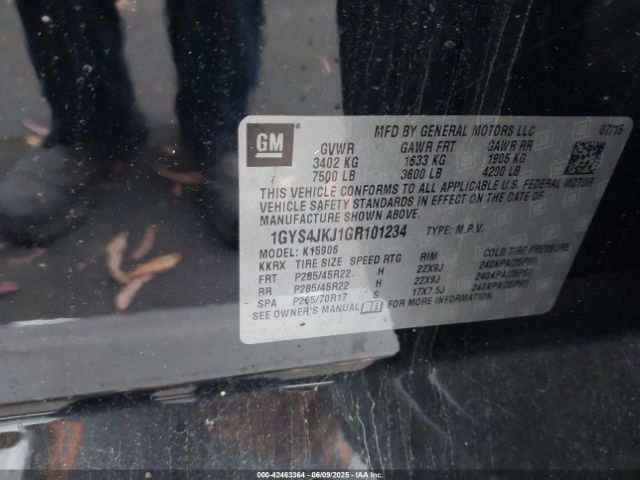 GM
MFD BY GENERAL MOTORS LLC 07/15
GVWR GAWR FRT GAWR RR
3402 KG 1633 KG 1905 KG
7500 LB 3600 LB 4200 LB
THIS VEHICLE CONFORMS TO ALL APPLICABLE U.S. FEDERAL MOTOR
VEHICLE SAFETY STANDARDS IN EFFECT ON THE DATE OF
MANUFACTURE SHOWN ABOVE.
1GYS4JKJ1GR101234 TYPE: M.P.V.
MODEL: K15906
KKRX TIRE SIZE SPEED RTG RIM COLD TIRE PRESSURE
FRT P285/45R22 H 22X9J 240KPA(35PSI)
RR P285/45R22 H 22X9J 240KPA(35PSI)
SPA P265/70R17 S 17X7.5J 240KPA(35PSI)
SEE OWNER'S MANUAL FOR MORE INFORMATION.
000-42463364 - 06/09/2025 - IAAI.COM